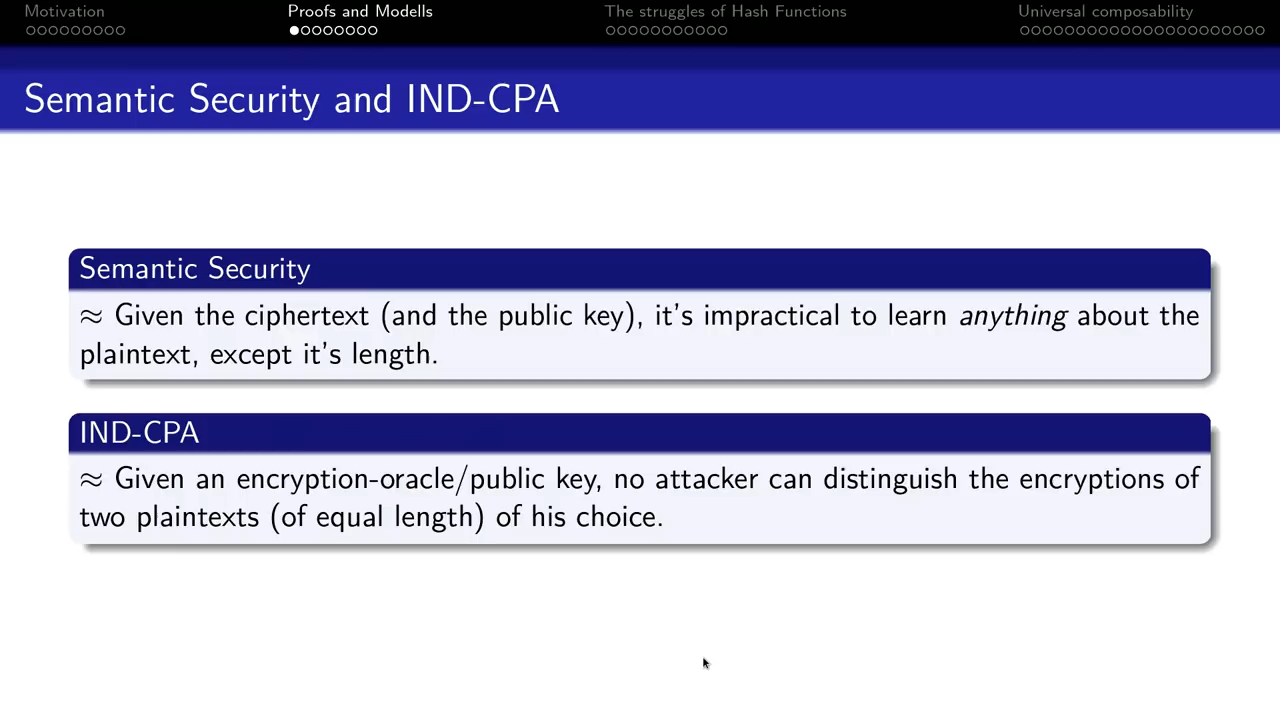 Motivation Proofs and Modells The struggles of Hash Functions Universal composability
Semantic Security and IND-CPA
Semantic Security
≈ Given the ciphertext (and the public key), it's impractical to learn anything about the
plaintext, except it's length.
IND-CPA
≈ Given an encryption-oracle/public key, no attacker can distinguish the encryptions of
two plaintexts (of equal length) of his choice.